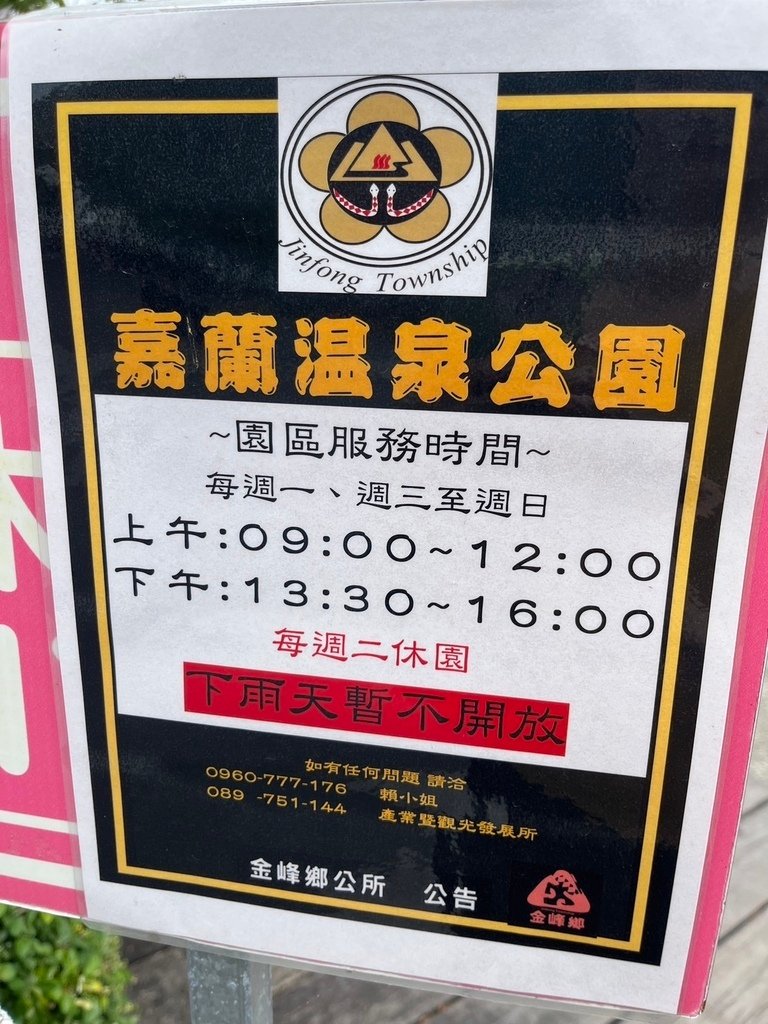 Jinfong Township
嘉蘭溫泉公園
~園區服務時間~
每週一、週三至週日
上午:09:00~12:00
下午:13:30~16:00
每週二休園
下雨天暫不開放
如有任何問題 請洽
0960-777-176 賴小姐
089 -751-144 產業暨觀光發展所
金峰鄉公所 公告
金峰鄉